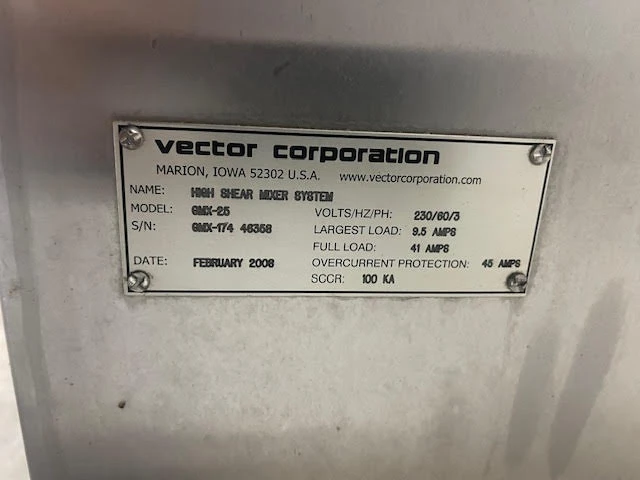 vector corporation
MARION, IOWA 52302 U.S.A. www.vectorcorporation.com
NAME: HIGH SHEAR MIXER SYSTEM
MODEL: GMX-25 VOLTS/HZ/PH: 230/60/3
S/N: GMX-174 46358 LARGEST LOAD: 9.5 AMPS
FULL LOAD: 41 AMPS
DATE: FEBRUARY 2008 OVERCURRENT PROTECTION: 45 AMPS
SCCR: 100 KA